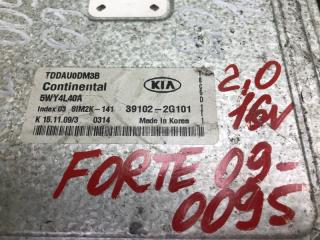 TDDAU0DM3B
Continental
KIA
5WY4L40A
Index 03 SIM2K-141
39102-2G101
K 15.11.09/3 0314
Made in Korea
2,0
16v
FORTE 09-
0095